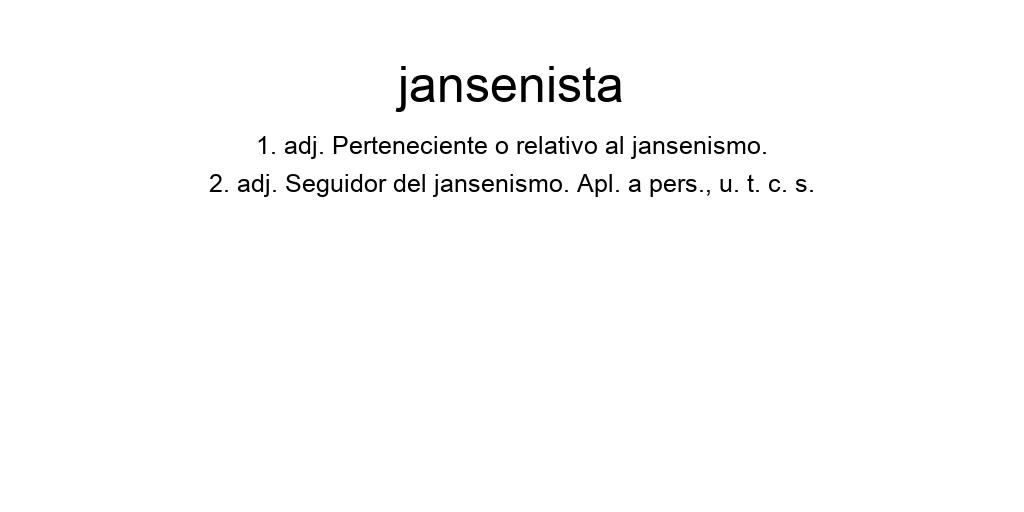 jansenista
1. adj. Perteneciente o relativo al jansenismo.
2. adj. Seguidor del jansenismo. Apl. a pers., u. t. c. s.